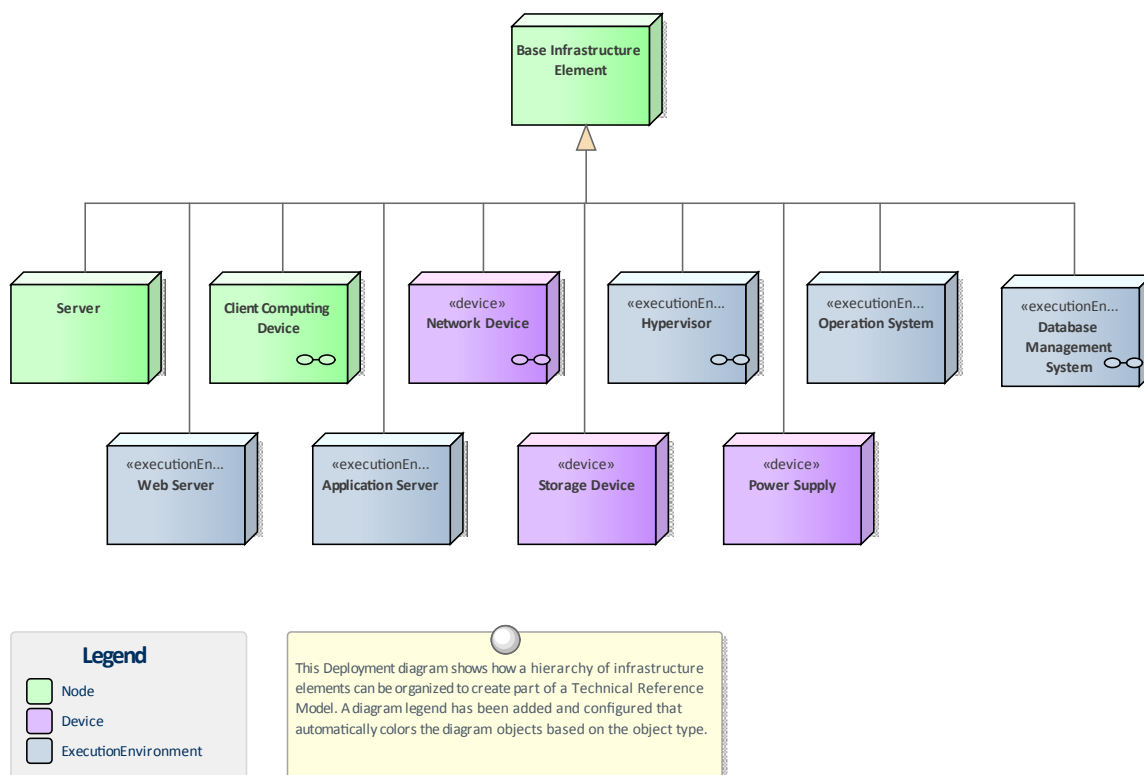 Base Infrastructure
Element
Server
Client Computing
Device
«device»
Network Device
«executionEn...
Hypervisor
«executionEn...
Operation System
«executionEn...
Database
Management
System
«executionEn...
Web Server
«executionEn...
Application Server
«device»
Storage Device
«device»
Power Supply
Legend
Node
Device
ExecutionEnvironment
This Deployment diagram shows how a hierarchy of infrastructure
elements can be organized to create part of a Technical Reference
Model. A diagram legend has been added and configured that
automatically colors the diagram objects based on the object type.